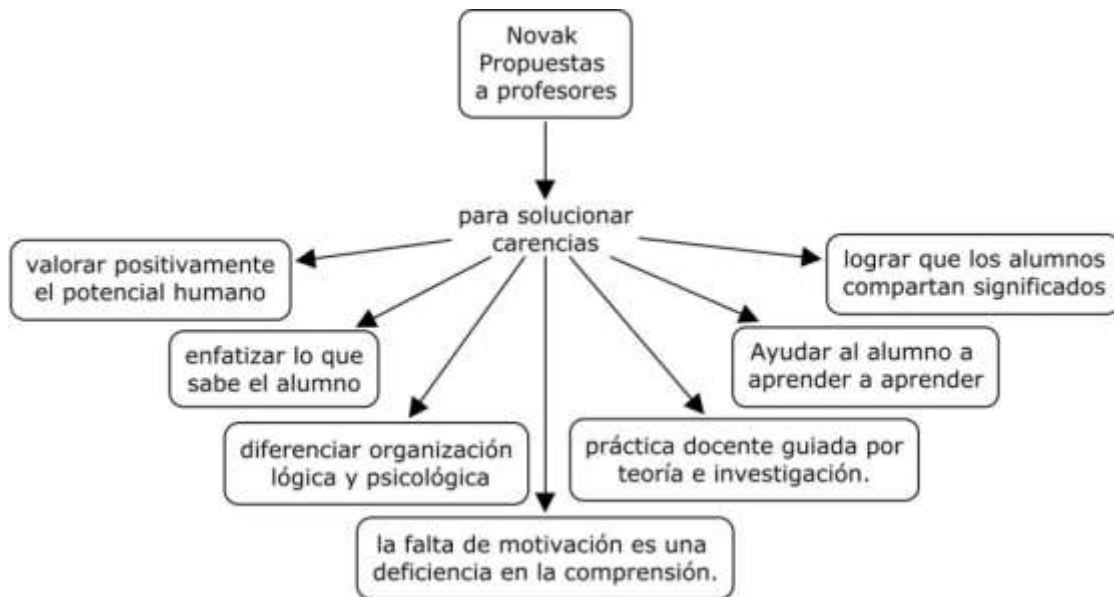 Novak
Propuestas
a profesores
para solucionar
carencias
valorar positivamente
el potencial humano
lograr que los alumnos
compartan significados
enfatizar lo que
sabe el alumno
Ayudar al alumno a
aprender a aprender
diferenciar organización
lógica y psicológica
práctica docente guiada por
teoría e investigación.
la falta de motivación es una
deficiencia en la comprensión.